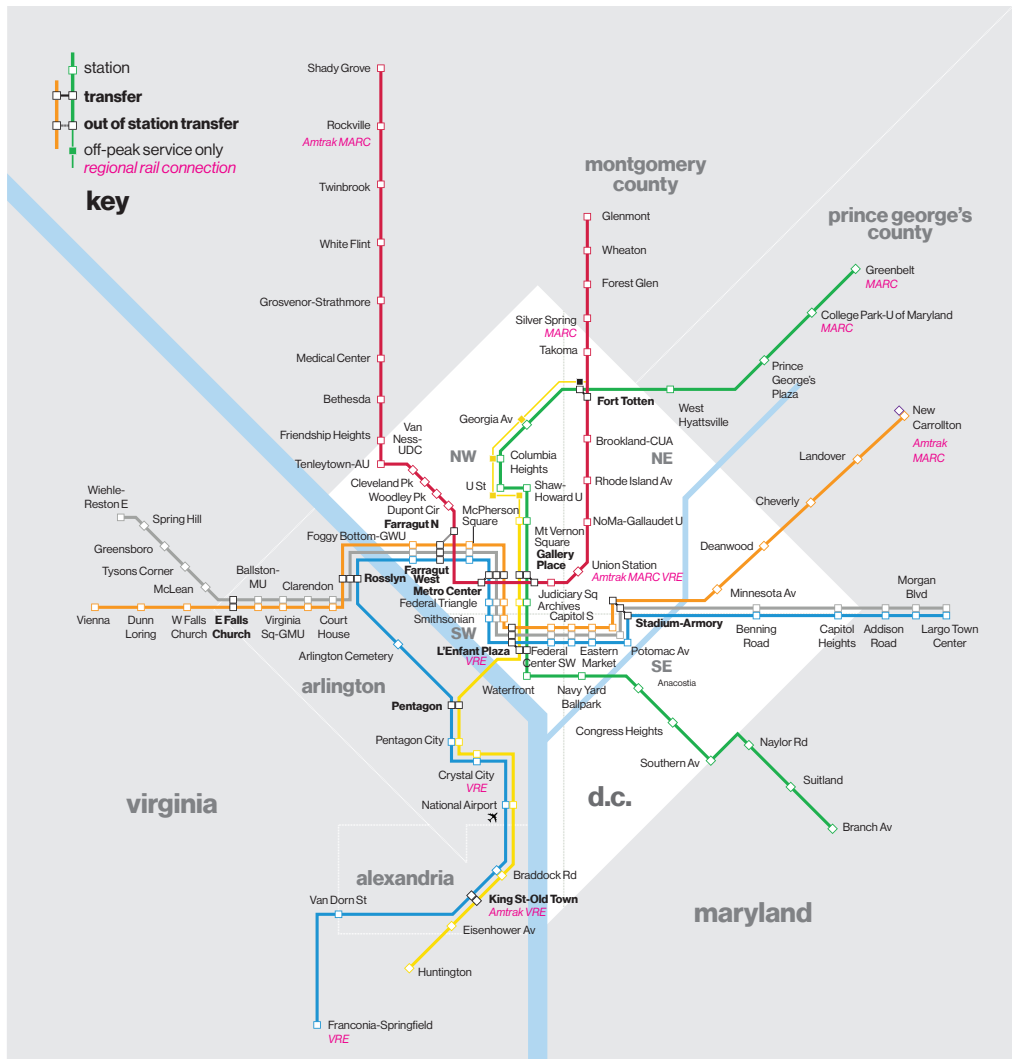 station
transfer
out of station transfer
off-peak service only
regional rail connection
key
Shady Grove
Rockville
Amtrak MARC
Twinbrook
White Flint
Grosvenor-Strathmore
Medical Center
Bethesda
Friendship Heights
Tenleytown-AU
Van
Ness-
UDC
Cleveland Pk
Woodley Pk
Dupont Cir
Farragut N
montgomery
county
Glenmont
Wheaton
Forest Glen
Silver Spring
MARC
Takoma
prince george's
county
Greenbelt
MARC
College Park-U of Maryland
MARC
Prince
George's
Plaza
West
Hyattsville
Fort Totten
Georgia Av
Columbia
Heights
NW
NE
U St
Shaw-
Howard U
Brookland-CUA
Rhode Island Av
NoMa-Gallaudet U
New
Carrollton
Amtrak
MARC
Landover
Cheverly
Deanwood
Minnesota Av
McPherson
Square
Mt Vernon
Square
Gallery
Place
Union Station
Amtrak MARC VRE
Judiciary Sq
Archives
Capitol S
Foggy Bottom-GWU
Farragut
West
Metro Center
Federal Triangle
Smithsonian
SW
L'Enfant Plaza
VRE
Rosslyn
Wiehle-
Reston E
Spring Hill
Greensboro
Tysons Corner
McLean
Ballston-
MU
Clarendon
Vienna
Dunn
Loring
W Falls
Church
E Falls
Church
Virginia
Sq-GMU
Court
House
Arlington Cemetery
arlington
Federal
Center SW
Eastern
Market
Potomac Av
SE
Stadium-Armory
Benning
Road
Capitol
Heights
Addison
Road
Morgan
Blvd
Largo Town
Center
Waterfront
Navy Yard
Ballpark
Anacostia
Congress Heights
Southern Av
Naylor Rd
Suitland
Branch Av
Pentagon
Pentagon City
Crystal City
VRE
National Airport
virginia
d.c.
maryland
alexandria
Braddock Rd
King St-Old Town
Amtrak VRE
Van Dorn St
Eisenhower Av
Huntington
Franconia-Springfield
VRE